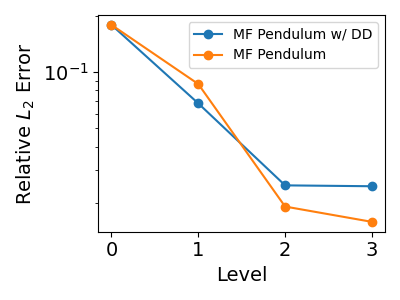 MF Pendulum w/ DD
MF Pendulum
10⁻¹
Relative L₂ Error
0 1 2 3
Level